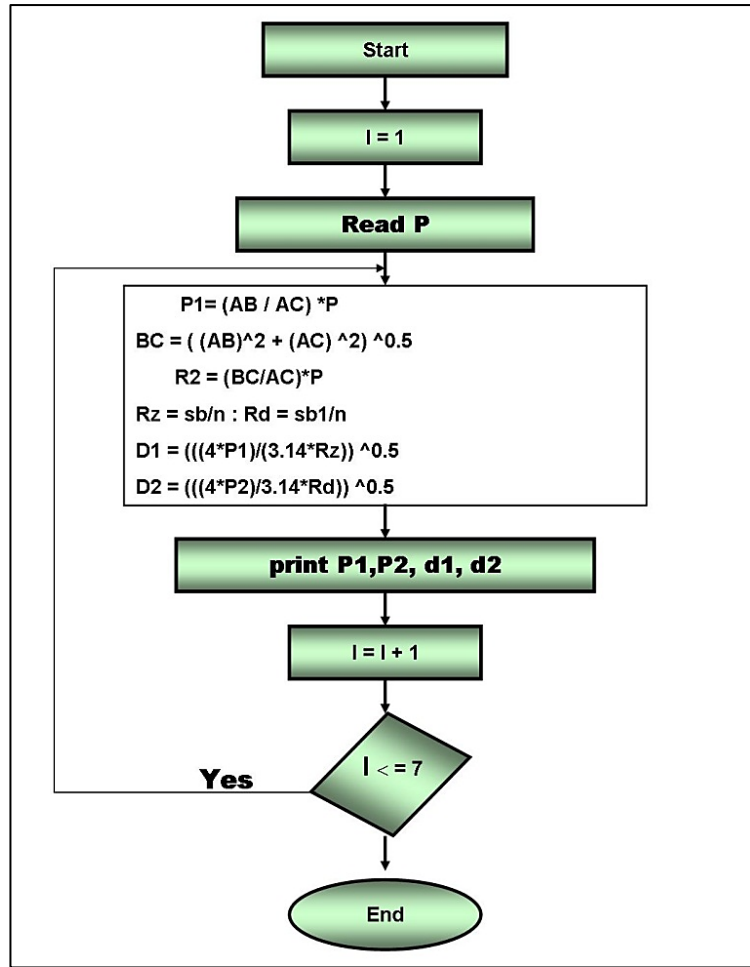 Start
I = 1
Read P
P1= (AB / AC) *P
BC = ( (AB)^2 + (AC) ^2) ^0.5
R2 = (BC/AC)*P
Rz = sb/n : Rd = sb1/n
D1 = (((4*P1)/(3.14*Rz)) ^0.5
D2 = (((4*P2)/3.14*Rd)) ^0.5
print P1,P2, d1, d2
I = I + 1
I < = 7
Yes
End